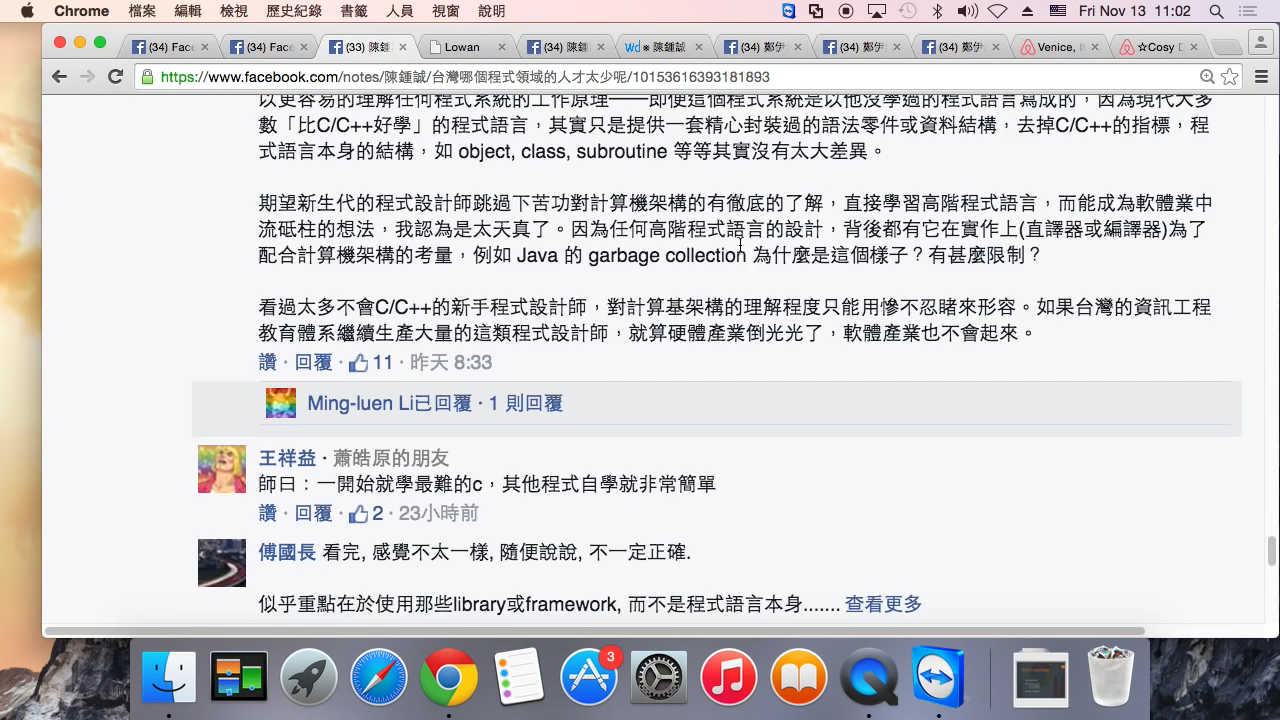 Chrome 檔案 編輯 檢視 歷史紀錄 書籤 人員 視窗 說明 Fri Nov 13 11:02
(34) Face (34) Face (33) 陳鍾 Lowan (34) 陳鍾 Wd ※ 陳鍾誠 (34) 鄭伊 (34) 鄭伊 (34) 鄭伊 Venice, It ☆Cosy D
https://www.facebook.com/notes/陳鍾誠/台灣哪個程式領域的人才太少呢/10153616393181893
以更容易的理解任何程式系統的工作原理——即使這個程式系統是以他沒學過的程式語言寫成的，因為現代大多
數「比C/C++好學」的程式語言，其實只是提供一套精心封裝過的語法零件或資料結構，去掉C/C++的指標，程
式語言本身的結構，如 object, class, subroutine 等等其實沒有太大差異。
期望新生代的程式設計師跳過下苦功對計算機架構的有徹底的了解，直接學習高階程式語言，而能成為軟體業中
流砥柱的想法，我認為是太天真了。因為任何高階程式語言的設計，背後都有它在實作上(直譯器或編譯器)為了
配合計算機架構的考量，例如 Java 的 garbage collection 為什麼是這個樣子？有甚麼限制？
看過太多不會C/C++的新手程式設計師，對計算基架構的理解程度只能用慘不忍睹來形容。如果台灣的資訊工程
教育體系繼續生產大量的這類程式設計師，就算硬體產業倒光光了，軟體產業也不會起來。
讚 · 回覆 · 11 · 昨天 8:33
Ming-luen Li已回覆 · 1 則回覆
王祥益 · 蕭皓原的朋友
師曰：一開始就學最難的c，其他程式自學就非常簡單
讚 · 回覆 · 2 · 23小時前
傅國長 看完, 感覺不太一樣, 隨便說說, 不一定正確.
似乎重點在於使用那些library或framework, 而不是程式語言本身....... 查看更多
3